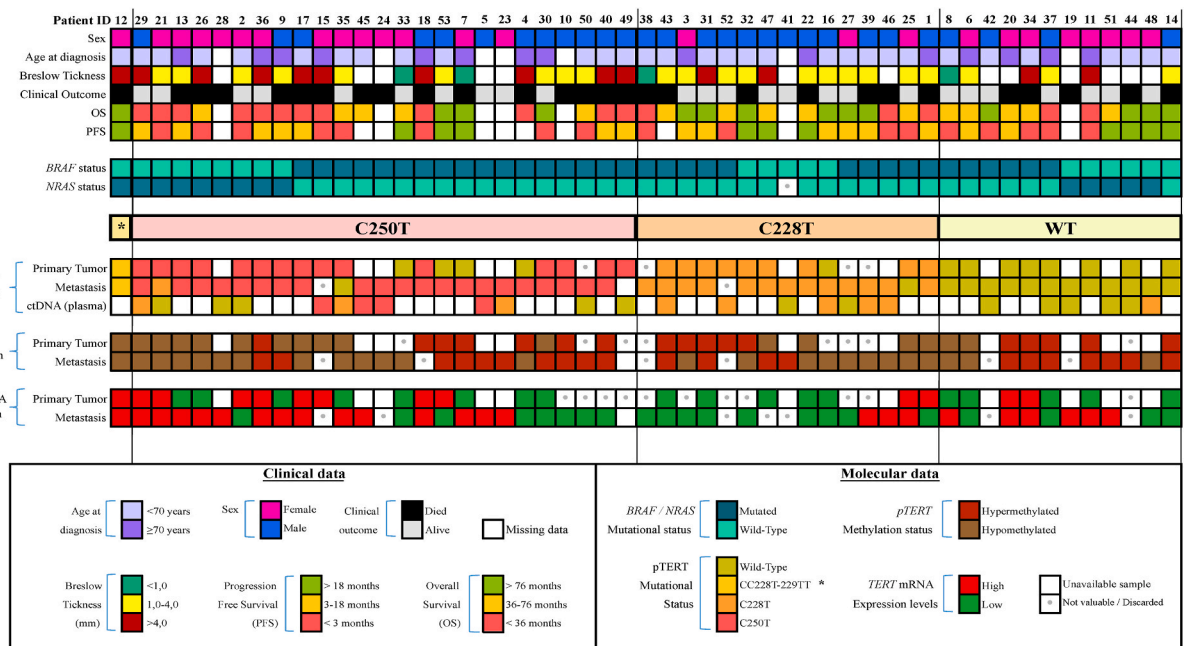 Patient ID 12 29 21 13 26 28 2 36 9 17 15 35 45 24 33 18 53 7 5 23 4 30 10 50 40 49 38 43 3 31 52 32 47 41 22 16 27 39 46 25 1 8 6 42 20 34 37 19 11 51 44 48 14
Sex
Age at diagnosis
Breslow Tickness
Clinical Outcome
OS
PFS
BRAF status
NRAS status
*
C250T
C228T
WT
Primary Tumor
Metastasis
ctDNA (plasma)
Primary Tumor
Metastasis
Primary Tumor
Metastasis
Clinical data
Age at diagnosis
<70 years
≥70 years
Sex
Female
Male
Clinical outcome
Died
Alive
Missing data
Breslow Tickness (mm)
<1,0
1,0-4,0
>4,0
Progression Free Survival (PFS)
> 18 months
3-18 months
< 3 months
Overall Survival (OS)
> 76 months
36-76 months
< 36 months
Molecular data
BRAF / NRAS Mutational status
Mutated
Wild-Type
pTERT Methylation status
Hypermethylated
Hypomethylated
pTERT Mutational Status
Wild-Type
CC228T-229TT *
C228T
C250T
TERT mRNA Expression levels
High
Low
Unavailable sample
Not valuable / Discarded